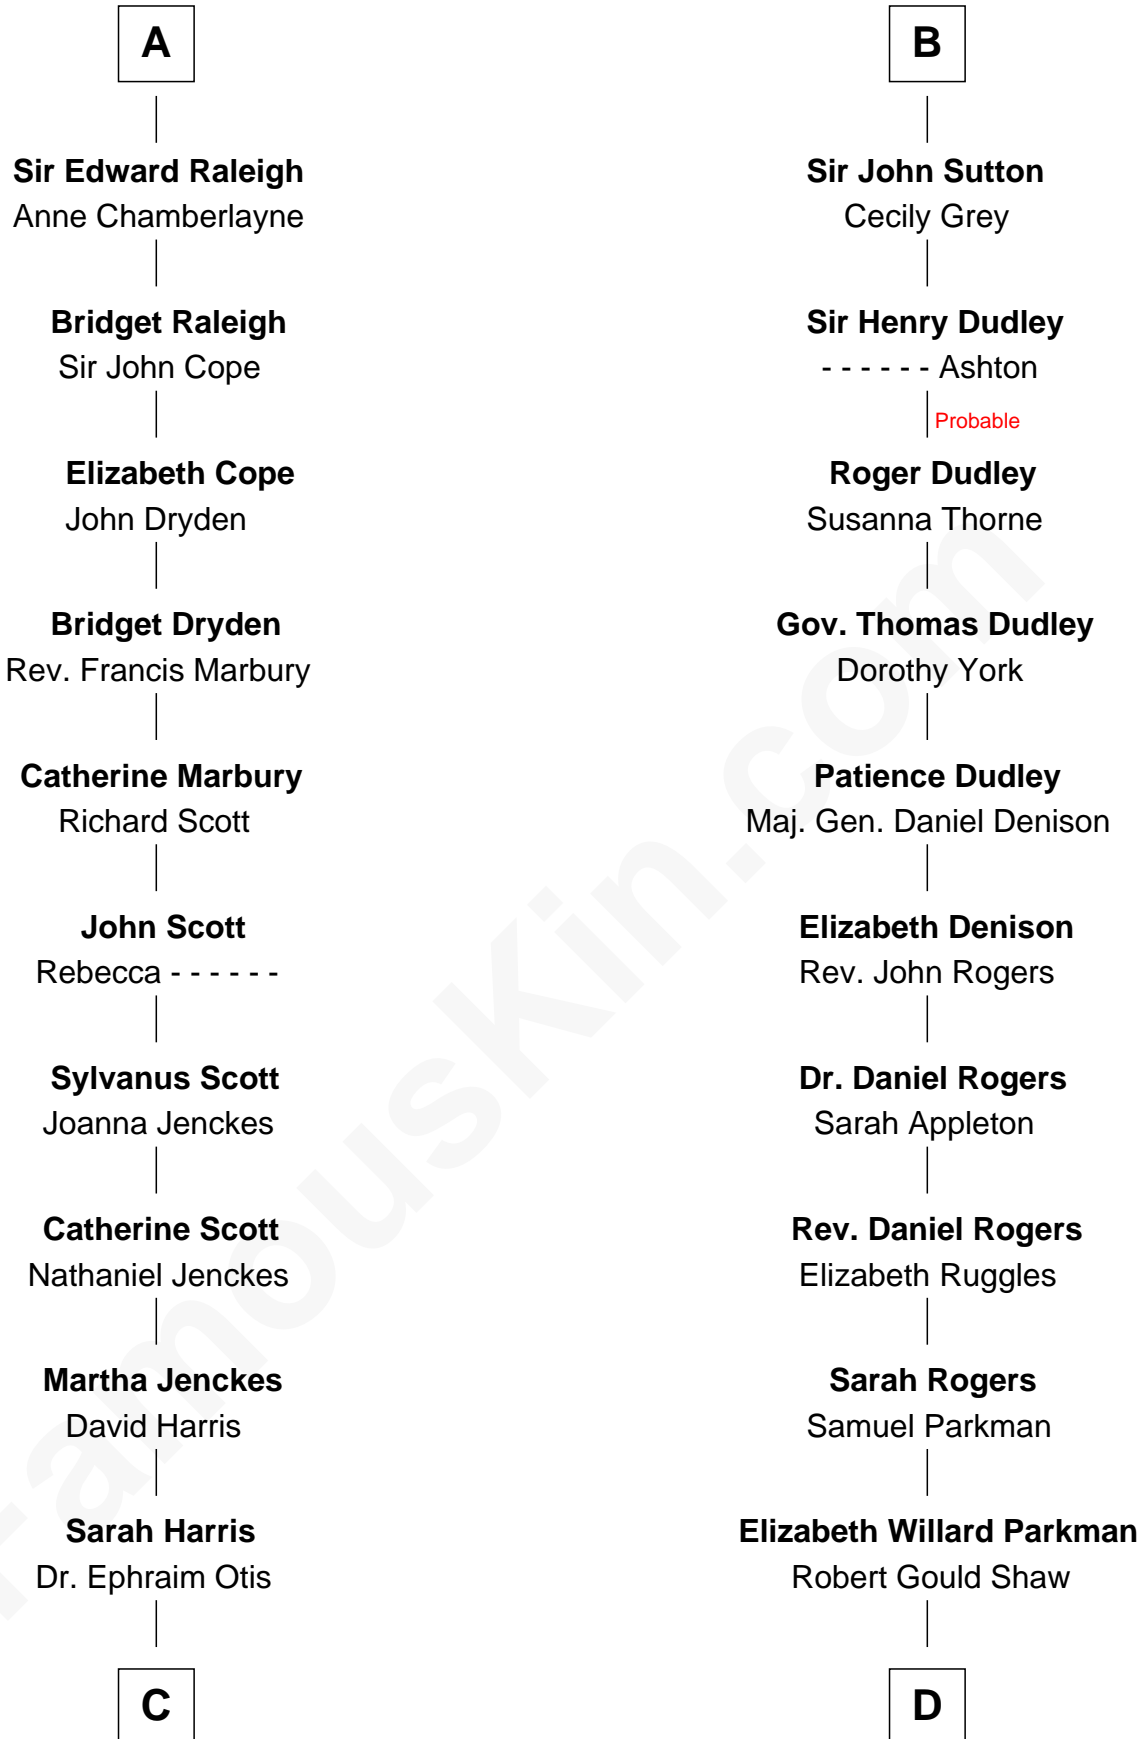 A
Sir Edward Raleigh
Anne Chamberlayne
Bridget Raleigh
Sir John Cope
Elizabeth Cope
John Dryden
Bridget Dryden
Rev. Francis Marbury
Catherine Marbury
Richard Scott
John Scott
Rebecca - - - - - -
Sylvanus Scott
Joanna Jenckes
Catherine Scott
Nathaniel Jenckes
Martha Jenckes
David Harris
Sarah Harris
Dr. Ephraim Otis
C
B
Sir John Sutton
Cecily Grey
Sir Henry Dudley
- - - - - - Ashton
Probable
Roger Dudley
Susanna Thorne
Gov. Thomas Dudley
Dorothy York
Patience Dudley
Maj. Gen. Daniel Denison
Elizabeth Denison
Rev. John Rogers
Dr. Daniel Rogers
Sarah Appleton
Rev. Daniel Rogers
Elizabeth Ruggles
Sarah Rogers
Samuel Parkman
Elizabeth Willard Parkman
Robert Gould Shaw
D
FamousKin.com